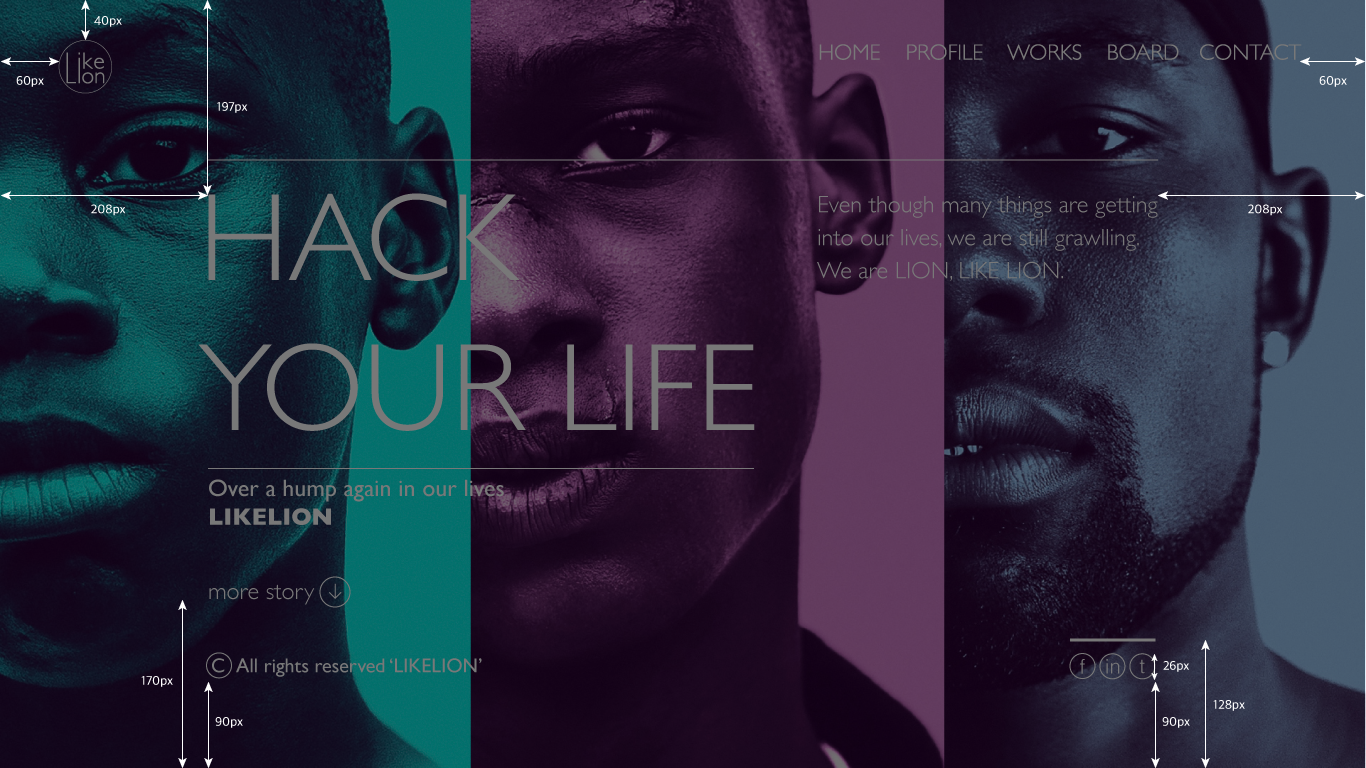 40px
Like
Lion
60px
197px
208px
HOME PROFILE WORKS BOARD CONTACT
60px
HACK
YOUR LIFE
Even though many things are getting
into our lives, we are still grawlling.
We are LION, LIKE LION.
208px
Over a hump again in our lives
LIKELION
more story
© All rights reserved ‘LIKELION’
170px
90px
f in t
26px
128px
90px